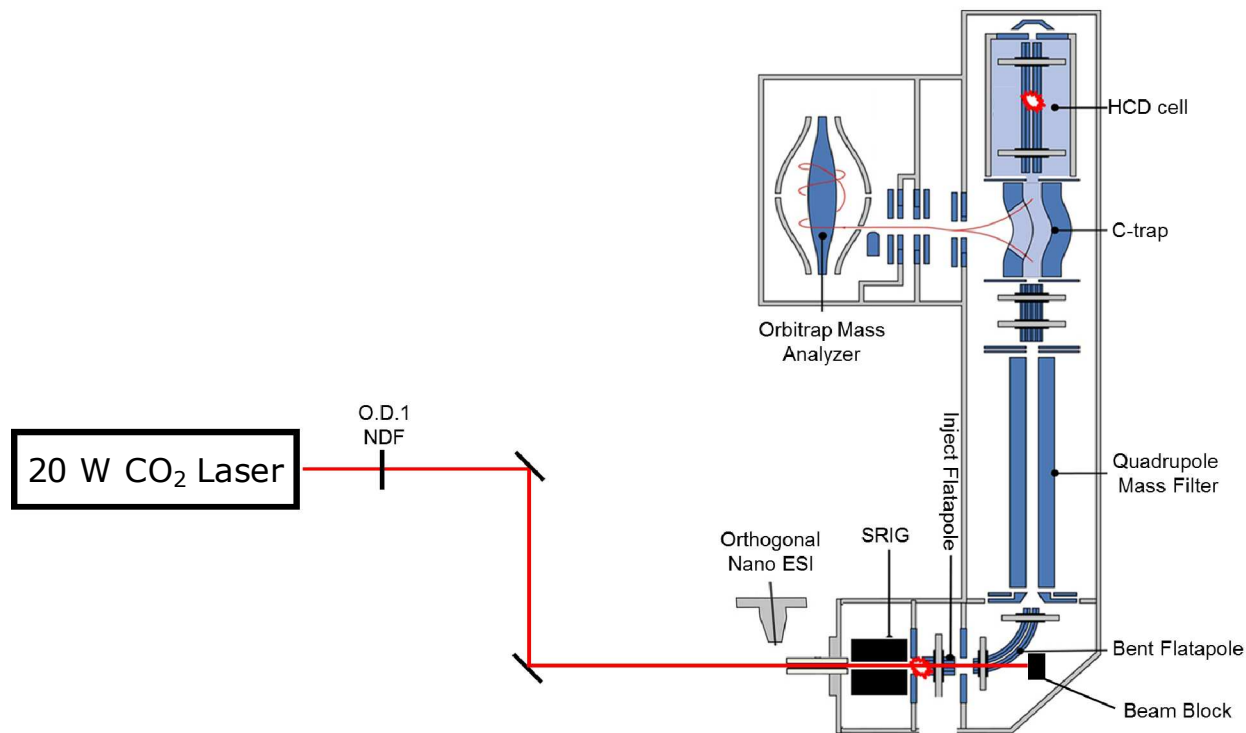 HCD cell
C-trap
Orbitrap Mass
Analyzer
O.D.1
NDF
20 W CO₂ Laser
Inject Flatapole
Quadrupole
Mass Filter
Orthogonal
Nano ESI
SRIG
Bent Flatapole
Beam Block